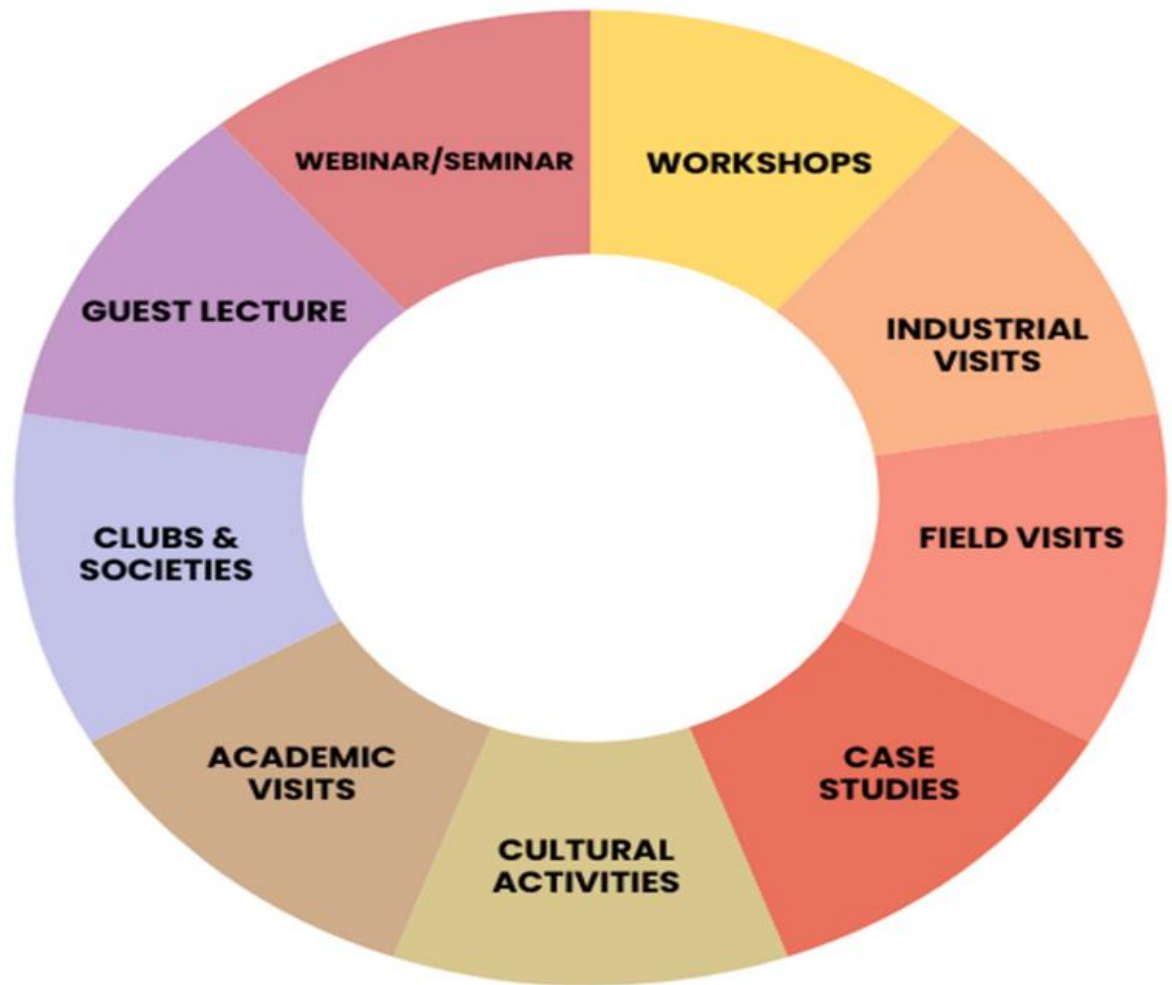 WEBINAR/SEMINAR
WORKSHOPS
GUEST LECTURE
INDUSTRIAL
VISITS
CLUBS &
SOCIETIES
FIELD VISITS
ACADEMIC
VISITS
CASE
STUDIES
CULTURAL
ACTIVITIES